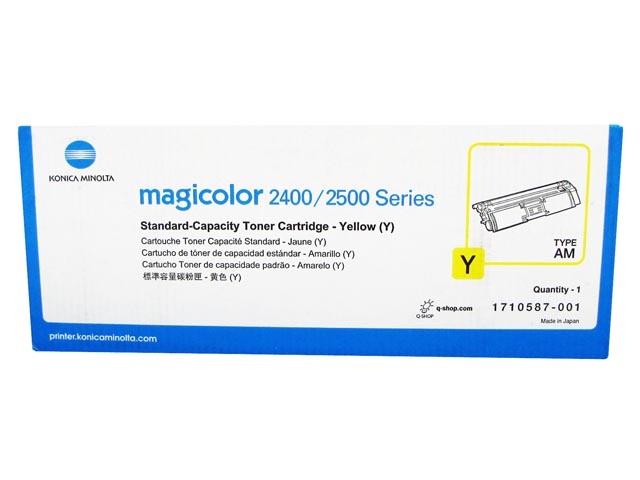 KONICA MINOLTA
magicolor 2400/2500 Series
Standard-Capacity Toner Cartridge - Yellow (Y)
Cartouche Toner Capacité Standard - Jaune (Y)
Cartucho de tóner de capacidad estándar - Amarillo (Y)
Cartucho Toner de capacidade padrão - Amarelo (Y)
標準容量碳粉匣 - 黃色 (Y)
Y
TYPE
AM
Quantity - 1
Q-SHOP
q-shop.com
1710587-001
Made in Japan
printer.konicaminolta.com